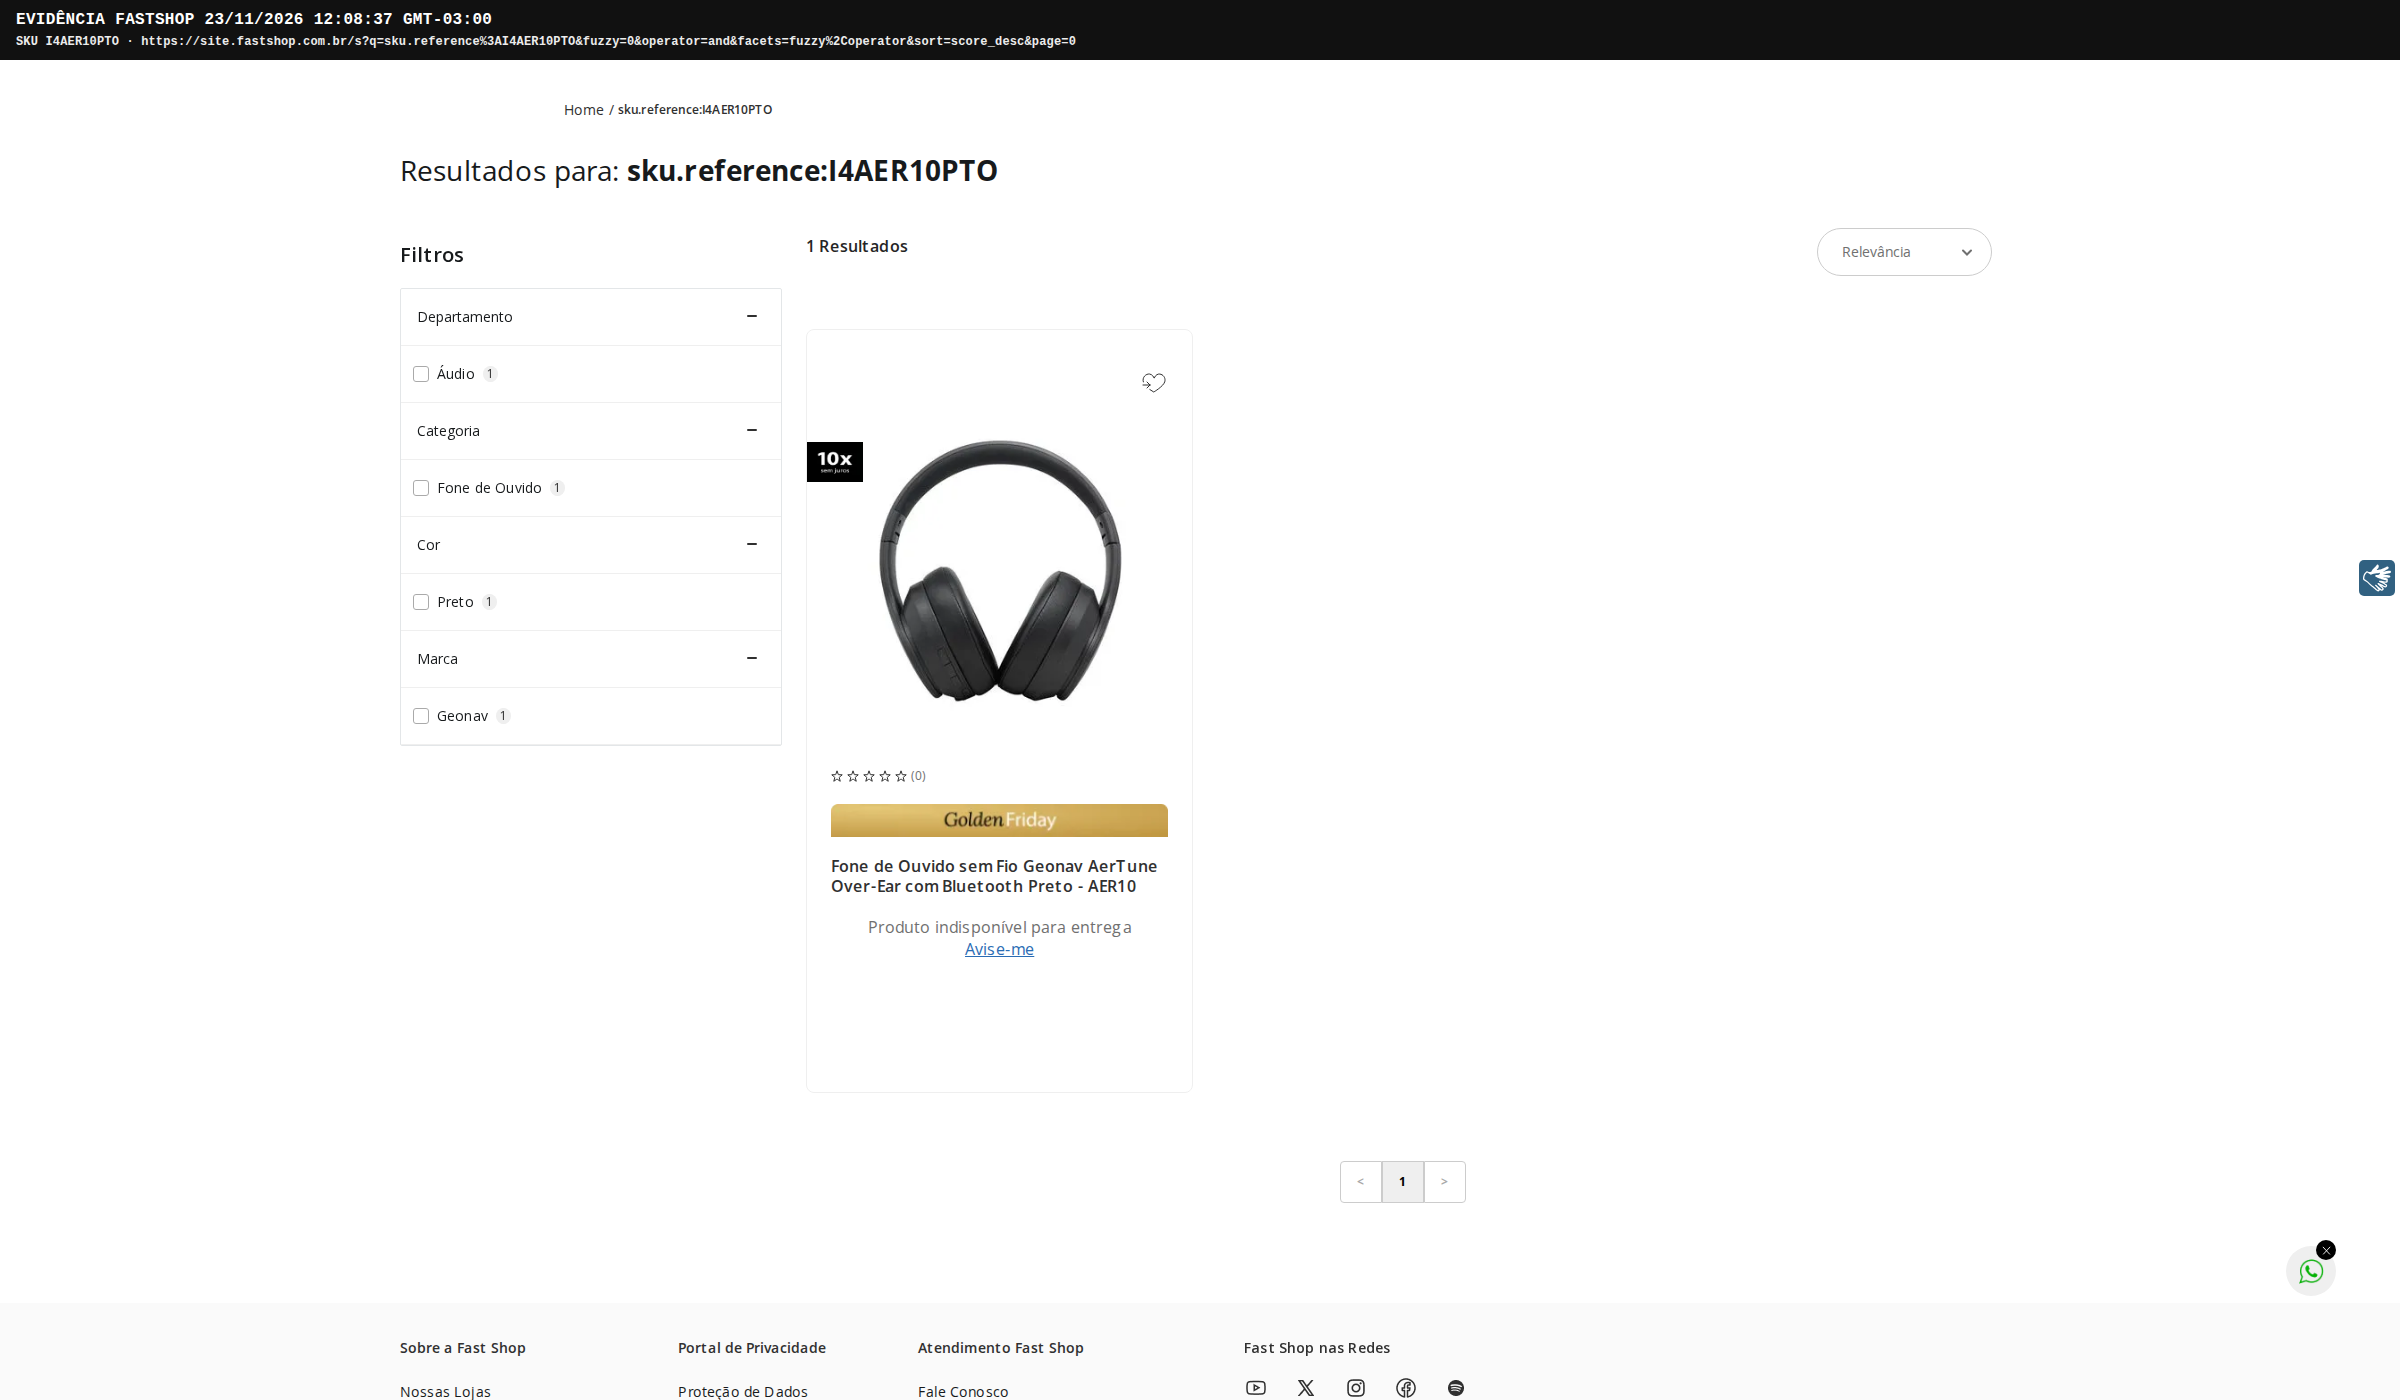 EVIDÊNCIA FASTSHOP 23/11/2026 12:08:37 GMT-03:00
SKU I4AER10PTO · https://site.fastshop.com.br/s?q=sku.reference%3AI4AER10PTO&fuzzy=0&operator=and&facets=fuzzy%2Coperator&sort=score_desc&page=0
Home / sku.reference:I4AER10PTO
Resultados para: sku.reference:I4AER10PTO
Filtros
Departamento
Áudio 1
Categoria
Fone de Ouvido 1
Cor
Preto 1
Marca
Geonav 1
1 Resultados
Relevância
10x
sem juros
(0)
Golden Friday
Fone de Ouvido sem Fio Geonav AerTune
Over-Ear com Bluetooth Preto - AER10
Produto indisponível para entrega
Avise-me
< 1 >
Sobre a Fast Shop
Nossas Lojas
Portal de Privacidade
Proteção de Dados
Atendimento Fast Shop
Fale Conosco
Fast Shop nas Redes